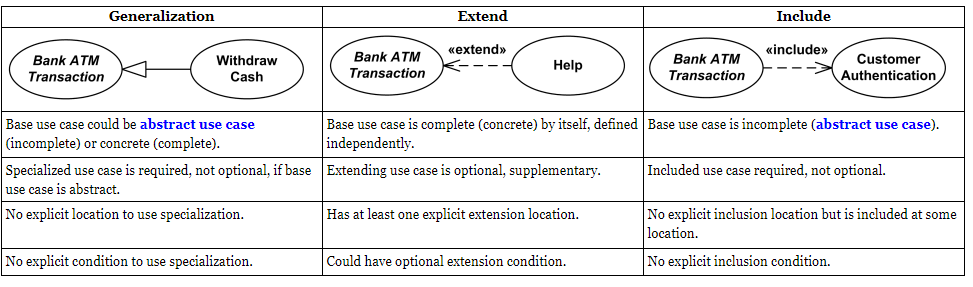 Generalization
Extend
Include
Bank ATM
Transaction
Withdraw
Cash
Bank ATM
Transaction
«extend»
Help
Bank ATM
Transaction
«include»
Customer
Authentication
Base use case could be abstract use case
(incomplete) or concrete (complete).
Base use case is complete (concrete) by itself, defined
independently.
Base use case is incomplete (abstract use case).
Specialized use case is required, not optional, if base
use case is abstract.
Extending use case is optional, supplementary.
Included use case required, not optional.
No explicit location to use specialization.
Has at least one explicit extension location.
No explicit inclusion location but is included at some
location.
No explicit condition to use specialization.
Could have optional extension condition.
No explicit inclusion condition.